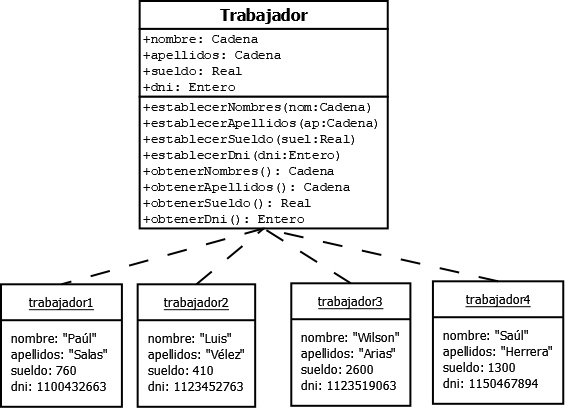 Trabajador
+nombre: Cadena
+apellidos: Cadena
+sueldo: Real
+dni: Entero
+establecerNombres(nom:Cadena)
+establecerApellidos(ap:Cadena)
+establecerSueldo(suel:Real)
+establecerDni(dni:Entero)
+obtenerNombres(): Cadena
+obtenerApellidos(): Cadena
+obtenerSueldo(): Real
+obtenerDni(): Entero
trabajador1
nombre: "Paúl"
apellidos: "Salas"
sueldo: 760
dni: 1100432663
trabajador2
nombre: "Luis"
apellidos: "Vélez"
sueldo: 410
dni: 1123452763
trabajador3
nombre: "Wilson"
apellidos: "Arias"
sueldo: 2600
dni: 1123519063
trabajador4
nombre: "Saúl"
apellidos: "Herrera"
sueldo: 1300
dni: 1150467894